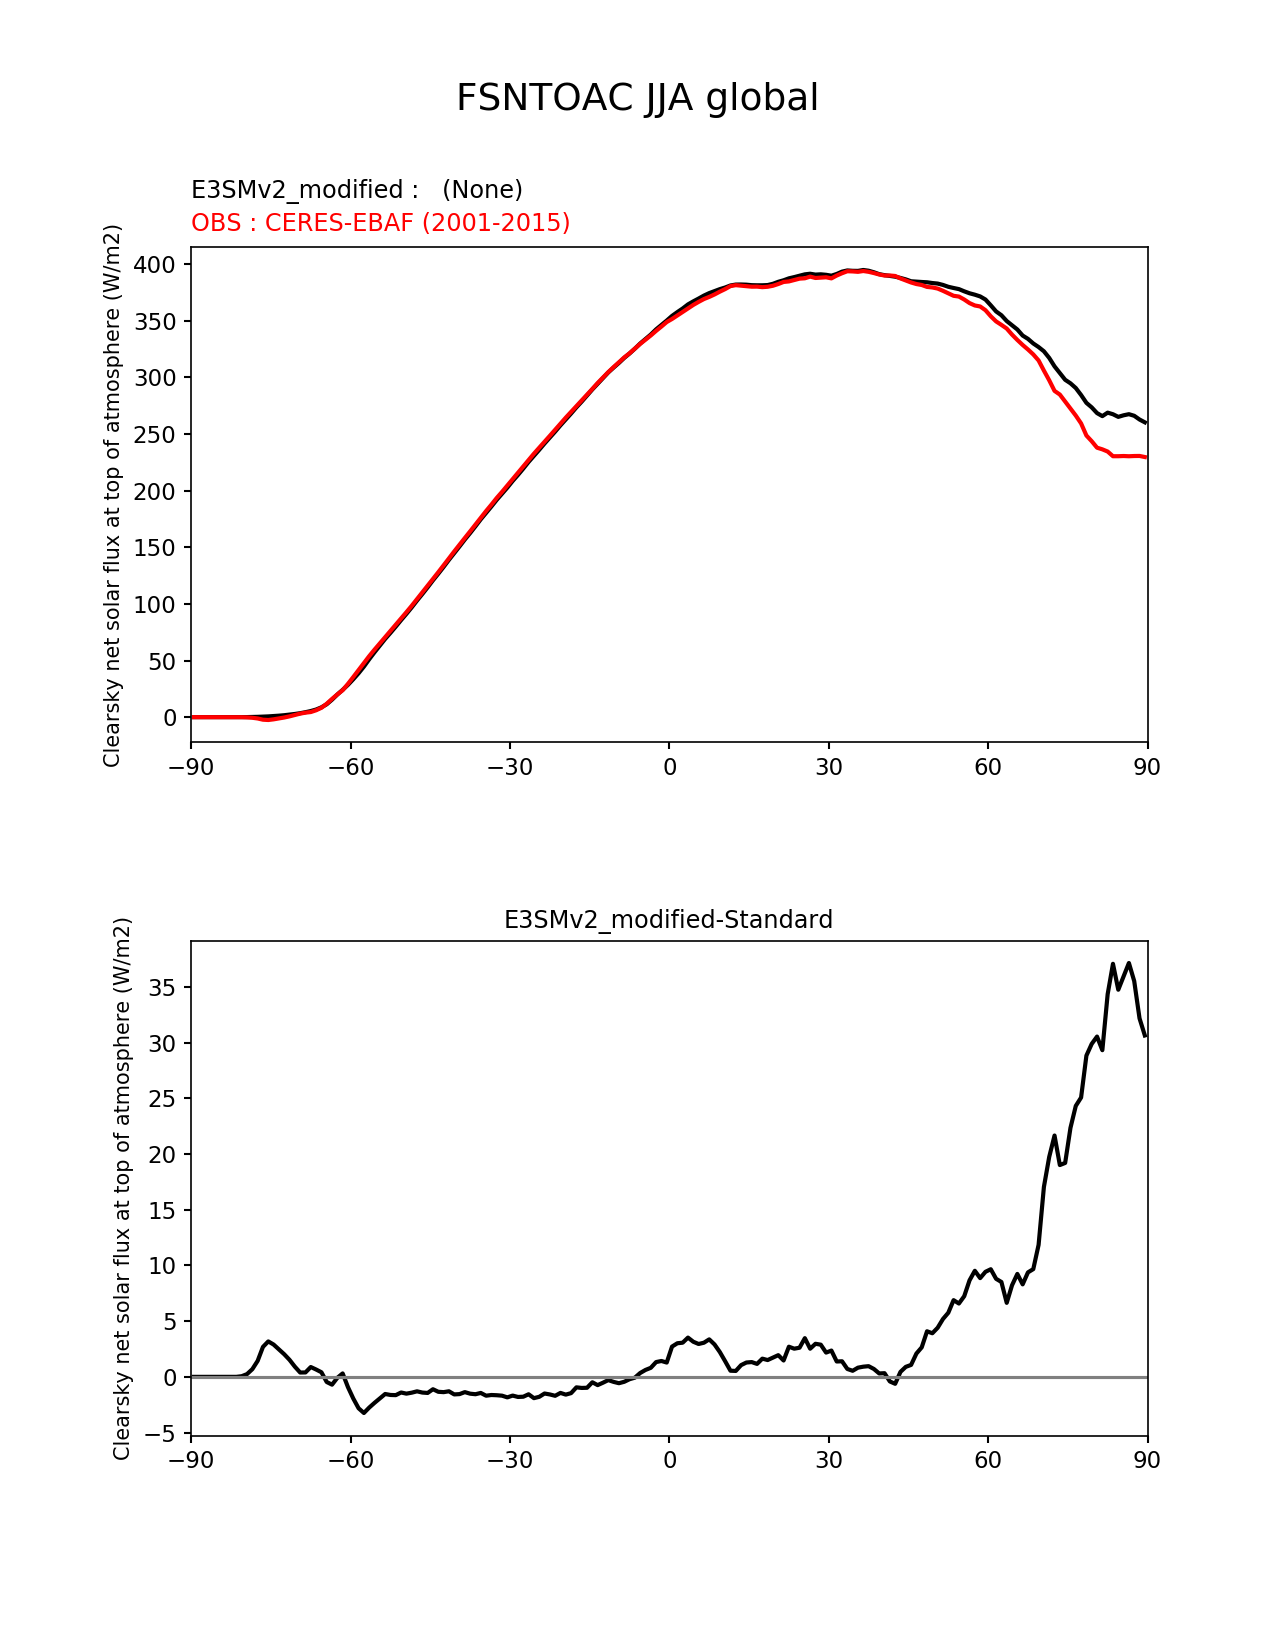 FSNTOAC JJA global
E3SMv2_modified :   (None)
OBS : CERES-EBAF (2001-2015)
Clearsky net solar flux at top of atmosphere (W/m2)
400
350
300
250
200
150
100
50
0
−90 −60 −30 0 30 60 90
E3SMv2_modified-Standard
Clearsky net solar flux at top of atmosphere (W/m2)
35
30
25
20
15
10
5
0
−5
−90 −60 −30 0 30 60 90